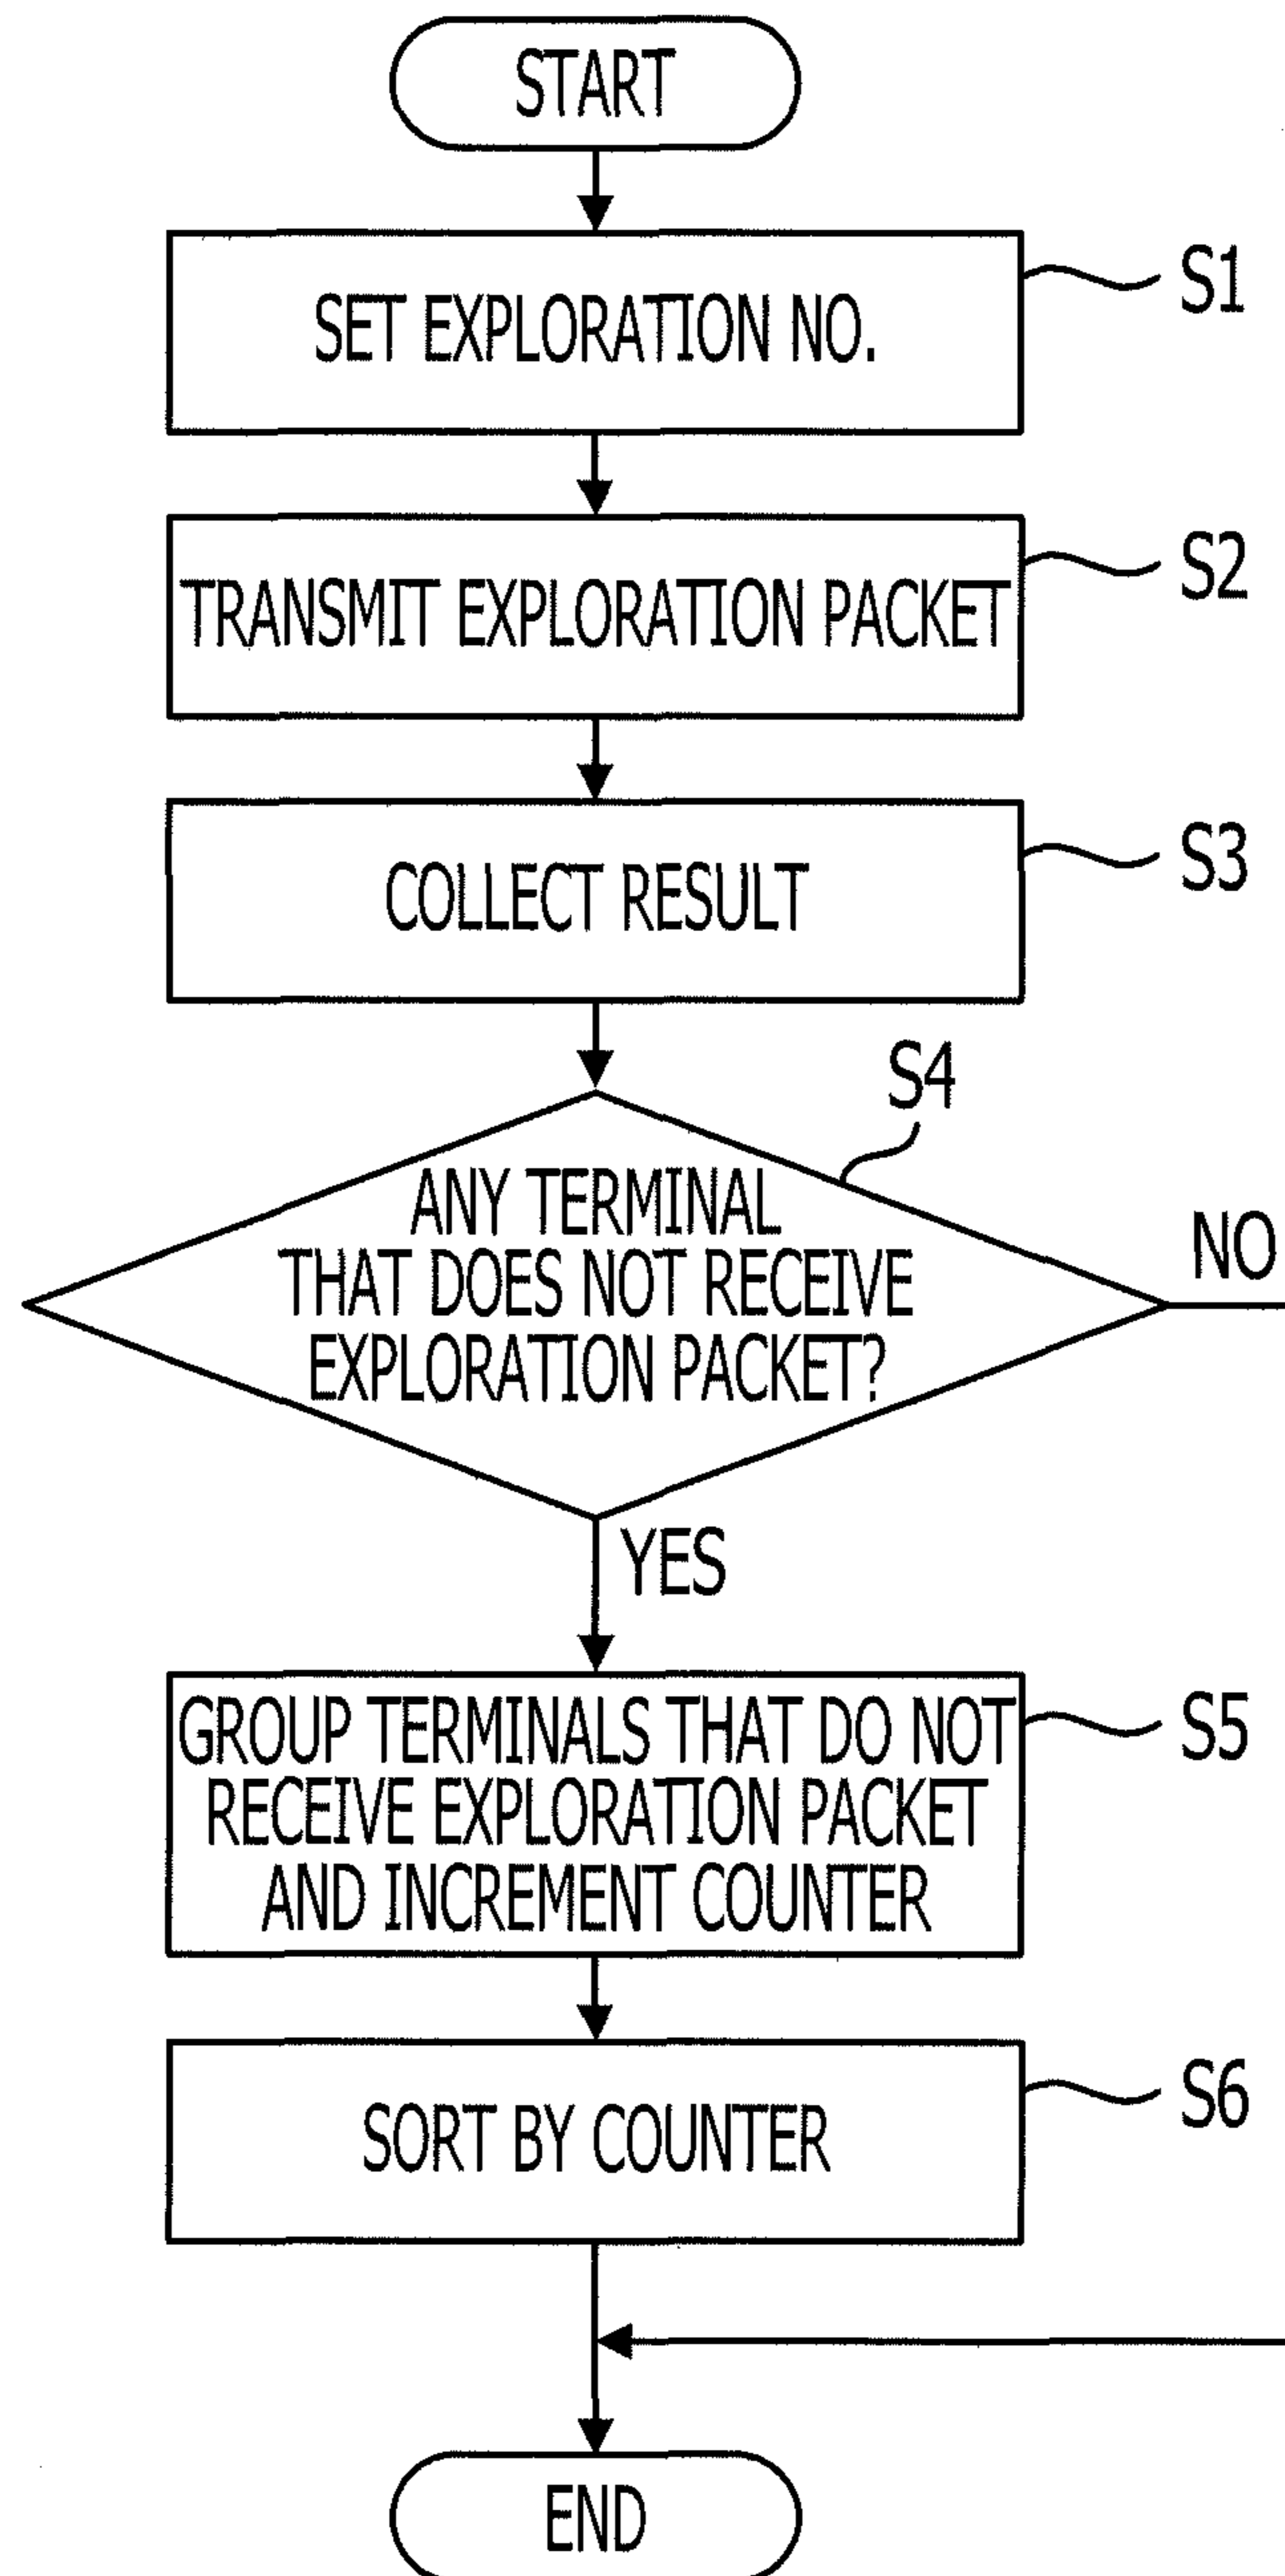 START
SET EXPLORATION NO.
S1
TRANSMIT EXPLORATION PACKET
S2
COLLECT RESULT
S3
S4
ANY TERMINAL
THAT DOES NOT RECEIVE
EXPLORATION PACKET?
NO
YES
GROUP TERMINALS THAT DO NOT
RECEIVE EXPLORATION PACKET
AND INCREMENT COUNTER
S5
SORT BY COUNTER
S6
END